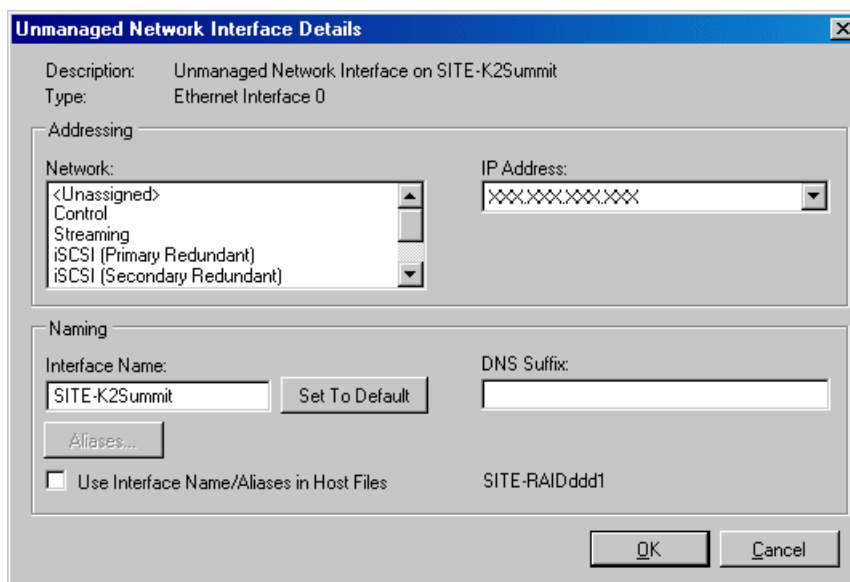 Unmanaged Network Interface Details
Description: Unmanaged Network Interface on SITE-K2Summit
Type: Ethernet Interface 0
Addressing
Network:
<Unassigned>
Control
Streaming
iSCSI (Primary Redundant)
iSCSI (Secondary Redundant)
IP Address:
XXX.XXX.XXX.XXX
Naming
Interface Name:
SITE-K2Summit
Set To Default
DNS Suffix:
Aliases...
Use Interface Name/Aliases in Host Files
SITE-RAIDddd1
OK
Cancel